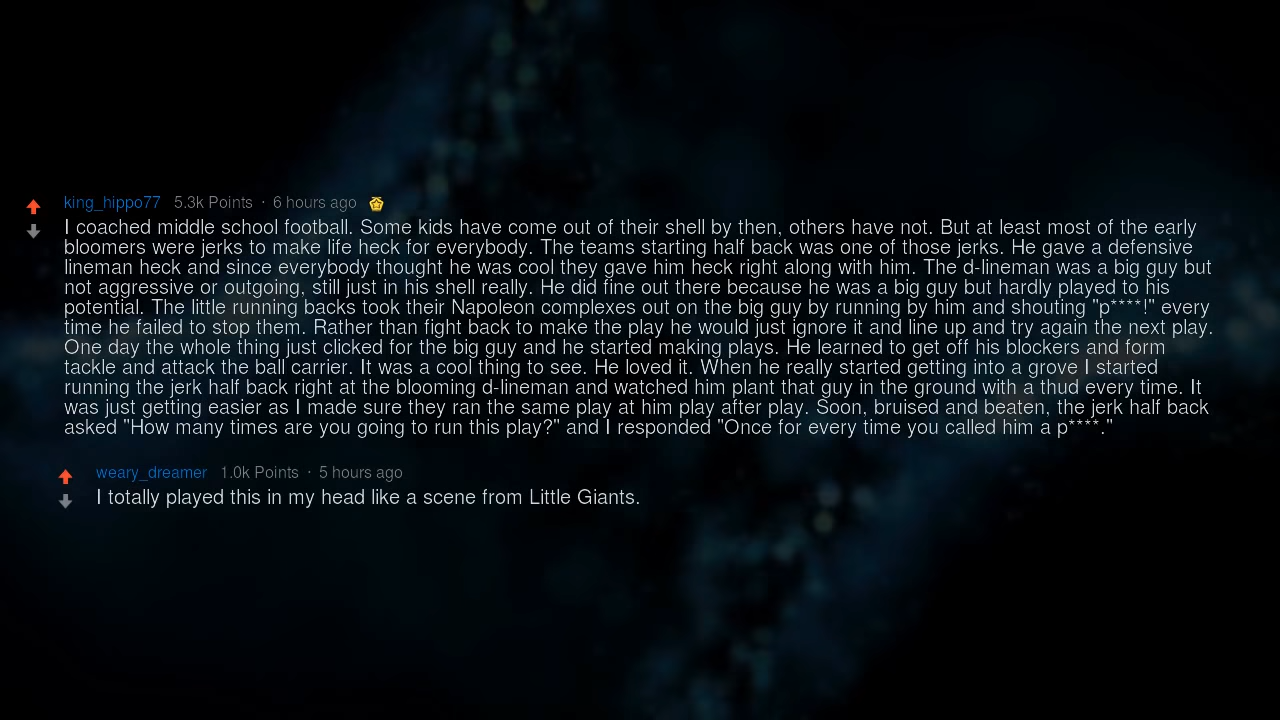 king_hippo77 5.3k Points · 6 hours ago
I coached middle school football. Some kids have come out of their shell by then, others have not. But at least most of the early
bloomers were jerks to make life heck for everybody. The teams starting half back was one of those jerks. He gave a defensive
lineman heck and since everybody thought he was cool they gave him heck right along with him. The d-lineman was a big guy but
not aggressive or outgoing, still just in his shell really. He did fine out there because he was a big guy but hardly played to his
potential. The little running backs took their Napoleon complexes out on the big guy by running by him and shouting "p****!" every
time he failed to stop them. Rather than fight back to make the play he would just ignore it and line up and try again the next play.
One day the whole thing just clicked for the big guy and he started making plays. He learned to get off his blockers and form
tackle and attack the ball carrier. It was a cool thing to see. He loved it. When he really started getting into a grove I started
running the jerk half back right at the blooming d-lineman and watched him plant that guy in the ground with a thud every time. It
was just getting easier as I made sure they ran the same play at him play after play. Soon, bruised and beaten, the jerk half back
asked "How many times are you going to run this play?" and I responded "Once for every time you called him a p****."
weary_dreamer 1.0k Points · 5 hours ago
I totally played this in my head like a scene from Little Giants.